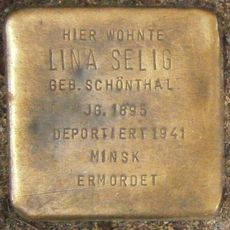 HIER WOHNTE
LINA SELIG
GEB. SCHÖNTHAL
JG. 1895
DEPORTIERT 1941
MINSK
ERMORDET